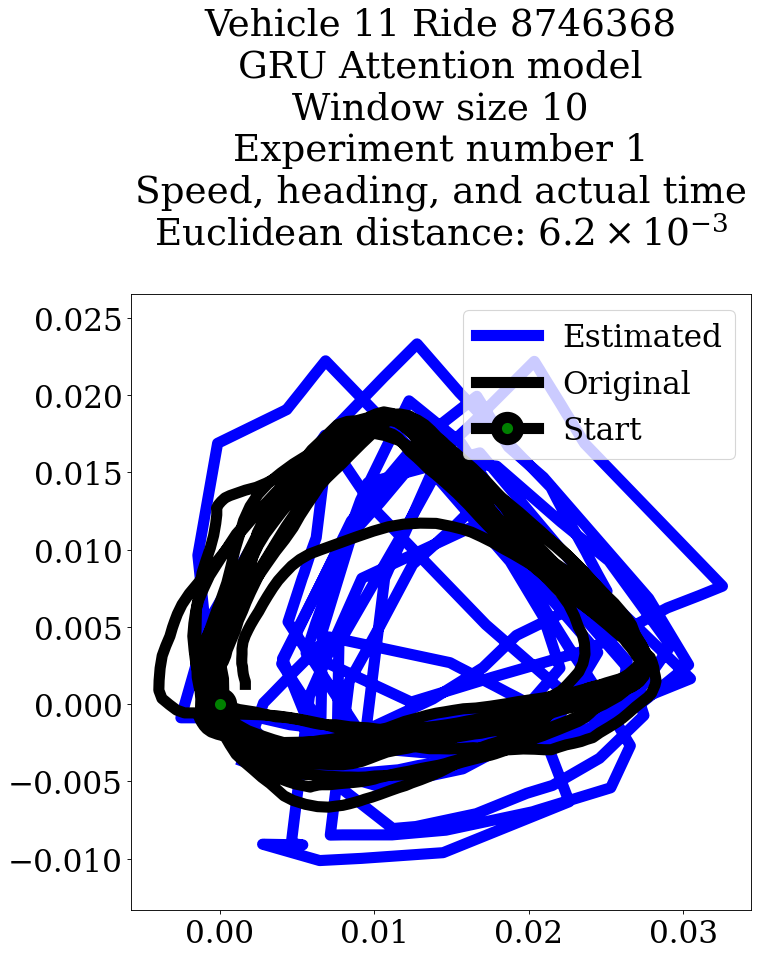 Vehicle 11 Ride 8746368
GRU Attention model
Window size 10
Experiment number 1
Speed, heading, and actual time
Euclidean distance: 6.2 × 10⁻³
Estimated
Original
Start
0.025
0.020
0.015
0.010
0.005
0.000
−0.005
−0.010
0.00 0.01 0.02 0.03